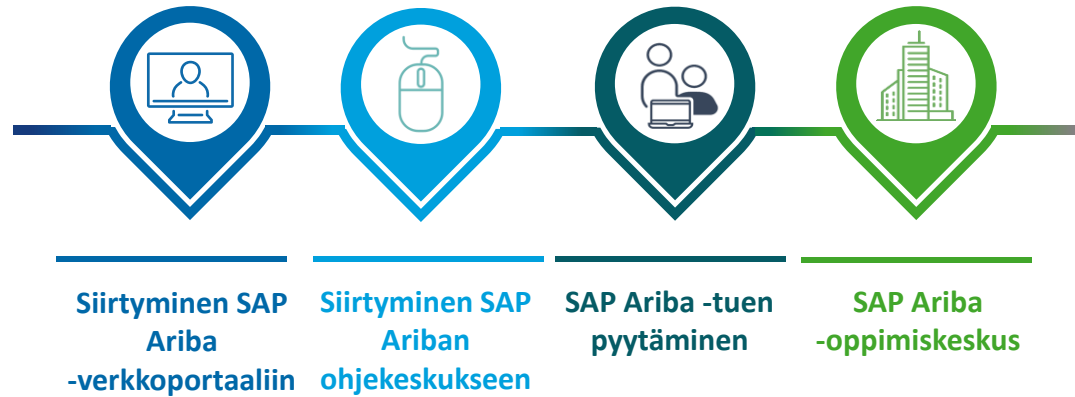 Siirtyminen SAP
Ariba
-verkkoportaaliin
Siirtyminen SAP
Ariban
ohjekeskukseen
SAP Ariba -tuen
pyytäminen
SAP Ariba
-oppimiskeskus